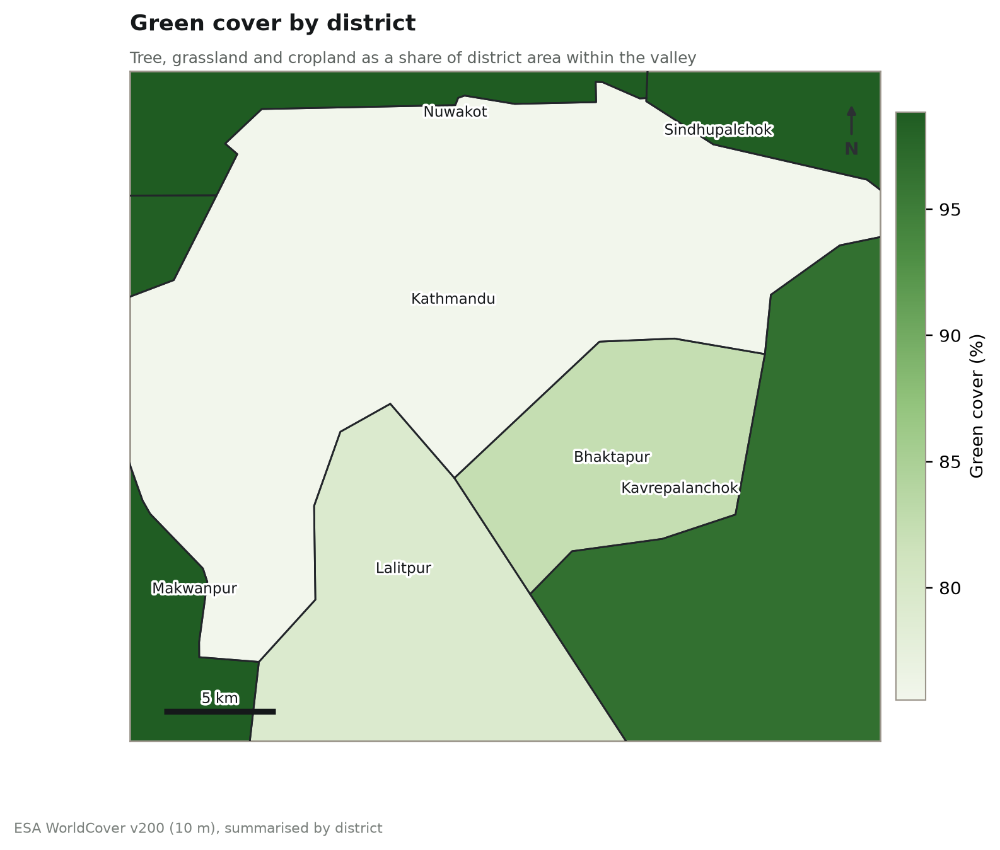 Green cover by district
Tree, grassland and cropland as a share of district area within the valley
Nuwakot
Sindhupalchok
N
Kathmandu
Bhaktapur
Kavrepalanchok
Lalitpur
Makwanpur
5 km
95
90
85
80
Green cover (%)
ESA WorldCover v200 (10 m), summarised by district